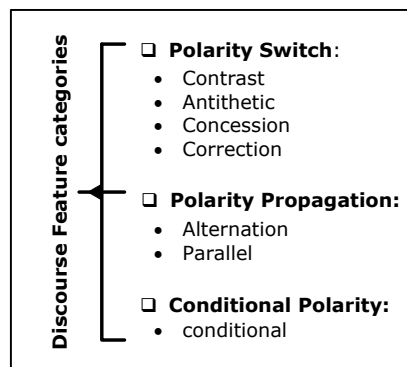 Discourse Feature categories
❑ Polarity Switch:
• Contrast
• Antithetic
• Concession
• Correction
❑ Polarity Propagation:
• Alternation
• Parallel
❑ Conditional Polarity:
• conditional